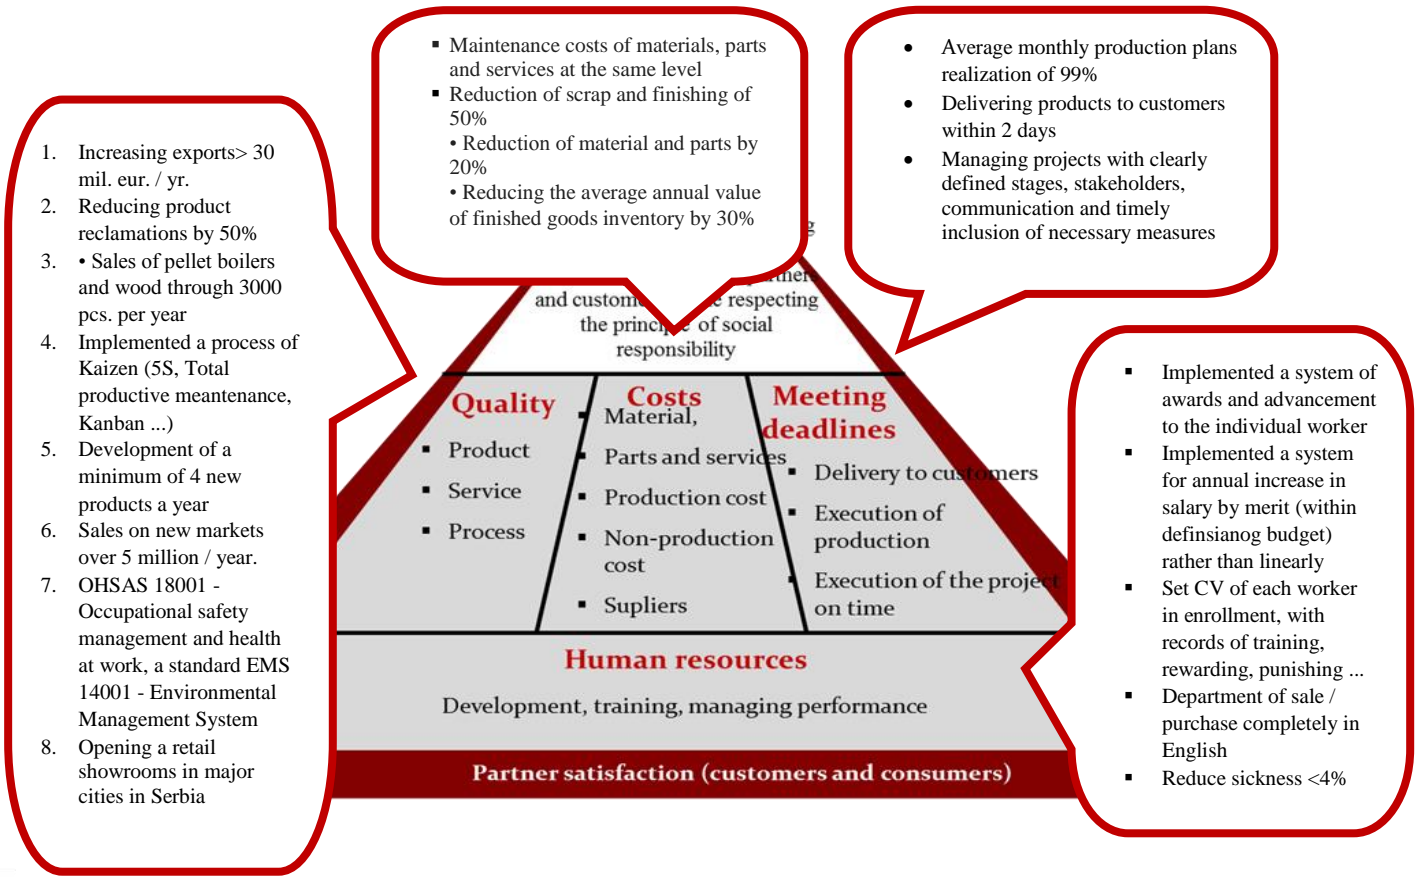 ▪ Maintenance costs of materials, parts
and services at the same level
▪ Reduction of scrap and finishing of
50%
• Reduction of material and parts by
20%
• Reducing the average annual value
of finished goods inventory by 30%
• Average monthly production plans
realization of 99%
• Delivering products to customers
within 2 days
• Managing projects with clearly
defined stages, stakeholders,
communication and timely
inclusion of necessary measures
1. Increasing exports> 30
mil. eur. / yr.
2. Reducing product
reclamations by 50%
3. • Sales of pellet boilers
and wood through 3000
pcs. per year
4. Implemented a process of
Kaizen (5S, Total
productive meantenance,
Kanban ...)
5. Development of a
minimum of 4 new
products a year
6. Sales on new markets
over 5 million / year.
7. OHSAS 18001 -
Occupational safety
management and health
at work, a standard EMS
14001 - Environmental
Management System
8. Opening a retail
showrooms in major
cities in Serbia
and respecting
the principle of social
responsibility
Quality
▪ Product
▪ Service
▪ Process
Costs
▪ Material,
▪ Parts and services
▪ Production cost
▪ Non-production
cost
▪ Supliers
Meeting
deadlines
▪ Delivery to customers
▪ Execution of
production
▪ Execution of the project
on time
Human resources
Development, training, managing performance
Partner satisfaction (customers and consumers)
▪ Implemented a system of
awards and advancement
to the individual worker
▪ Implemented a system
for annual increase in
salary by merit (within
definsianog budget)
rather than linearly
▪ Set CV of each worker
in enrollment, with
records of training,
rewarding, punishing ...
▪ Department of sale /
purchase completely in
English
▪ Reduce sickness <4%